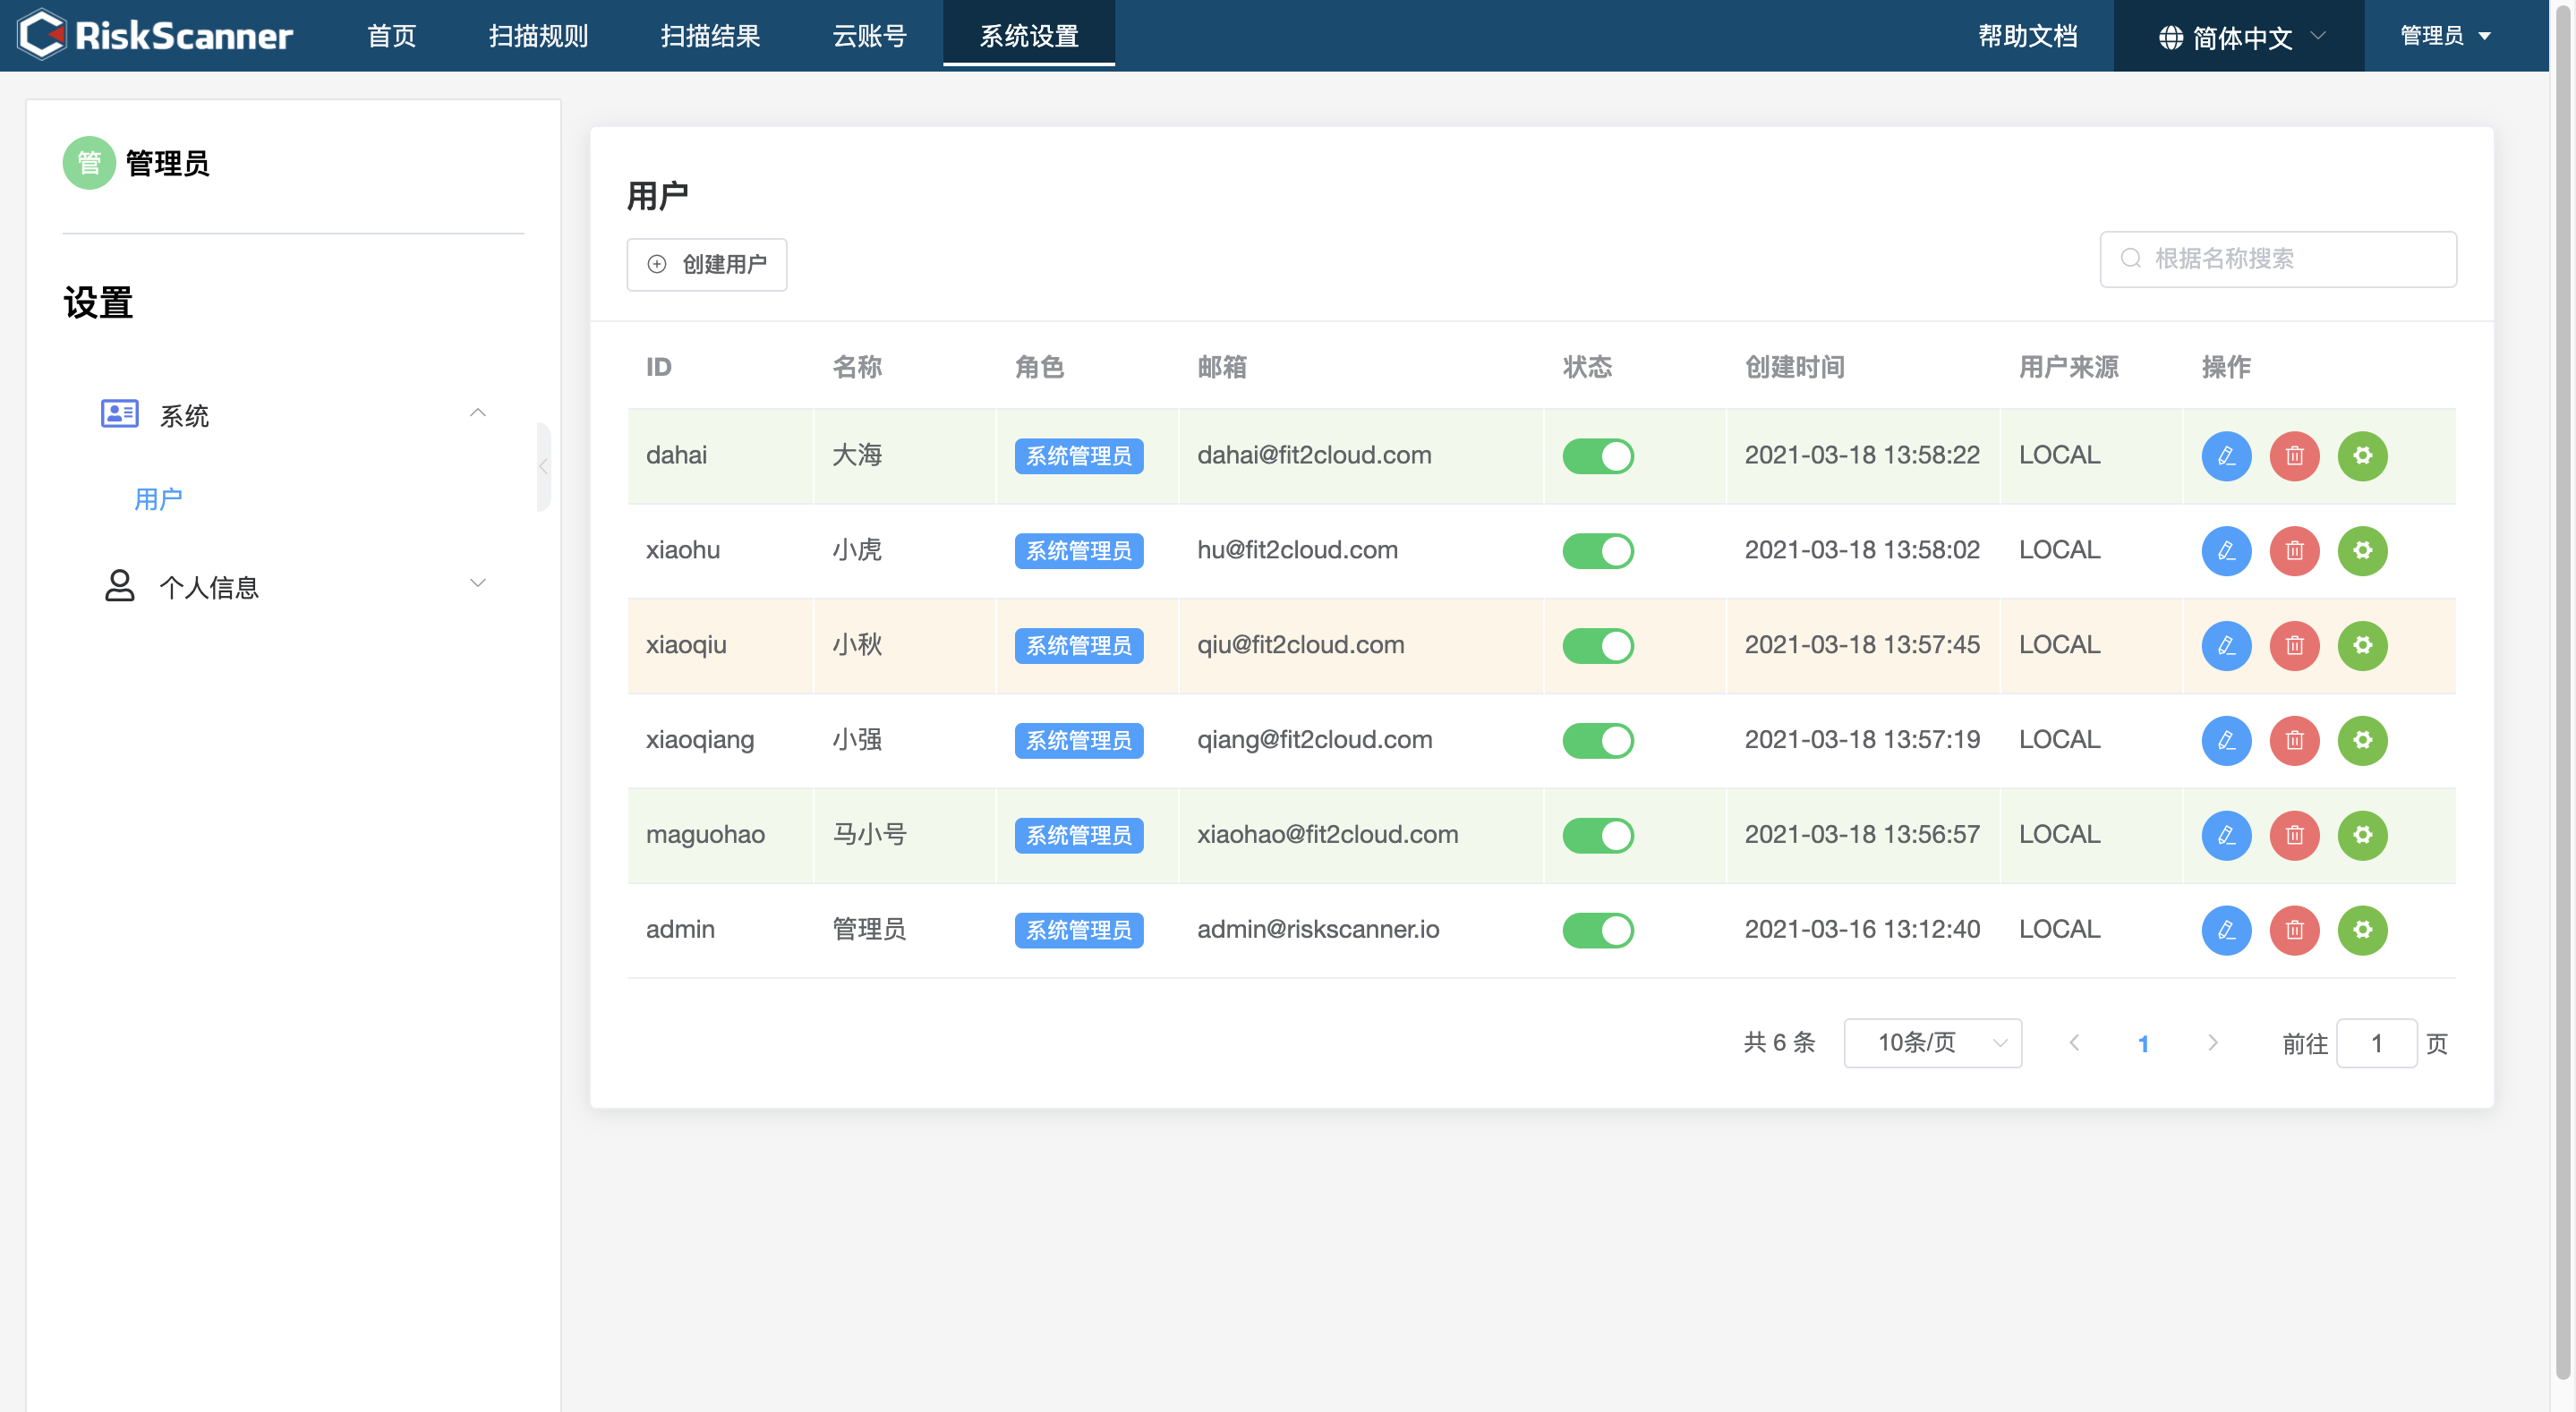 RiskScanner 首页 扫描规则 扫描结果 云账号 系统设置 帮助文档 简体中文 管理员
管 管理员
设置
系统
用户
个人信息
用户
创建用户
根据名称搜索
ID 名称 角色 邮箱 状态 创建时间 用户来源 操作
dahai 大海 系统管理员 dahai@fit2cloud.com 2021-03-18 13:58:22 LOCAL
xiaohu 小虎 系统管理员 hu@fit2cloud.com 2021-03-18 13:58:02 LOCAL
xiaoqiu 小秋 系统管理员 qiu@fit2cloud.com 2021-03-18 13:57:45 LOCAL
xiaoqiang 小强 系统管理员 qiang@fit2cloud.com 2021-03-18 13:57:19 LOCAL
maguohao 马小号 系统管理员 xiaohao@fit2cloud.com 2021-03-18 13:56:57 LOCAL
admin 管理员 系统管理员 admin@riskscanner.io 2021-03-16 13:12:40 LOCAL
共 6 条 10条/页 1 前往 1 页